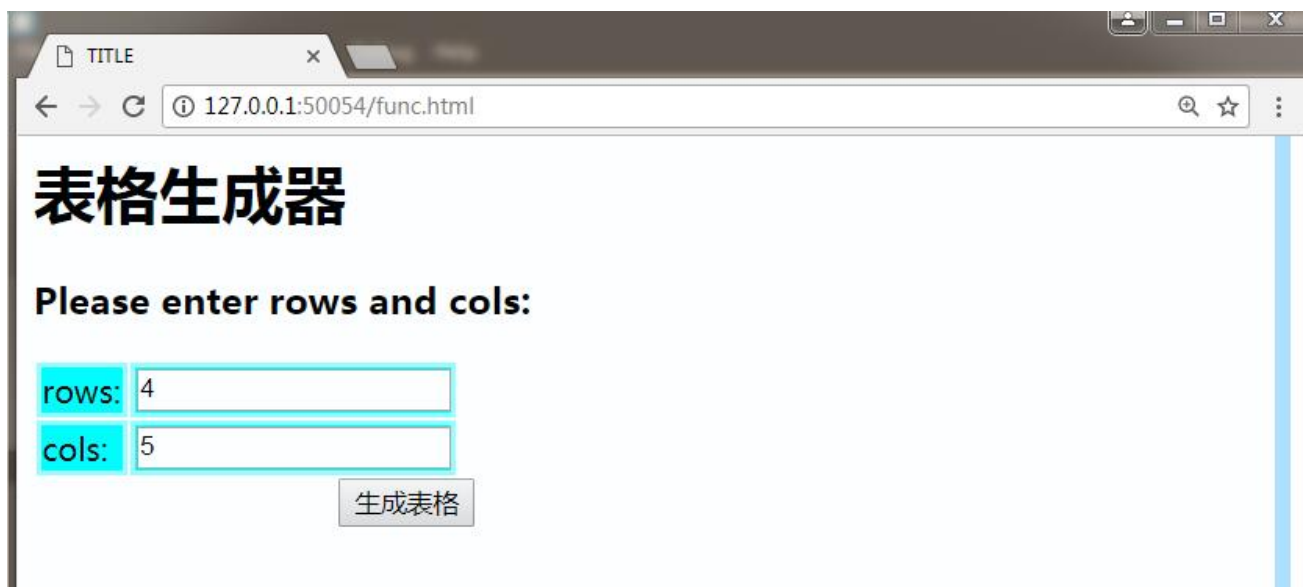 TITLE
127.0.0.1:50054/func.html
表格生成器
Please enter rows and cols:
rows: 4
cols: 5
生成表格